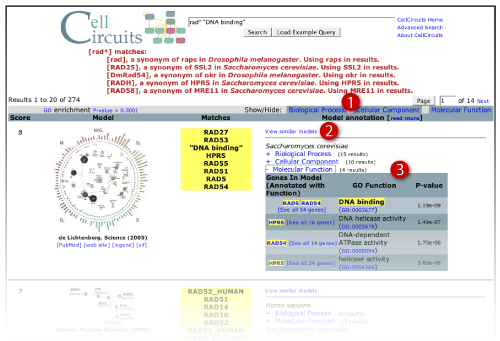 Cell
Circuits
rad* "DNA binding"
Search
Load Example Query
CellCircuits Home
Advanced Search
About CellCircuits
[rad*] matches:
[rad], a synonym of raps in Drosophila melanogaster. Using raps in results.
[RAD25], a synonym of SSL2 in Saccharomyces cerevisiae. Using SSL2 in results.
[DmRad54], a synonym of okr in Drosophila melanogaster. Using okr in results.
[RADH], a synonym of HPR5 in Saccharomyces cerevisiae. Using HPR5 in results.
[RAD58], a synonym of MRE11 in Saccharomyces cerevisiae. Using MRE11 in results.
Results 1 to 20 of 274
Page 1 of 14 Next
GO enrichment P-value < 0.0001
Show/Hide: Biological Process Cellular Component Molecular Function
1
Score Model Matches Model annotation [read more]
8
M/G
G1
RAD27
RAD53
"DNA binding"
HPR5
RAD55
RAD51
RAD5
RAD54
de Lichtenberg, Science (2005)
[PubMed] [web site] [legend] [sif]
View similar models
2
Saccharomyces cerevisiae
+ Biological Process (15 results)
+ Cellular Component (10 results)
- Molecular Function (4 results)
3
Genes In Model (Annotated with Function) GO Function P-value
RAD5 RAD54 [See all 54 genes] DNA binding (GO:0003677) 1.19e-09
HPR5 [See all 16 genes] DNA helicase activity (GO:0003678) 1.49e-07
RAD54 [See all 14 genes] DNA-dependent ATPase activity (GO:0008094) 1.70e-06
HPR5 [See all 24 genes] helicase activity (GO:0004386) 3.02e-05
7
RAD52_HUMAN
RAD51
RAD14
RAD10
RAD52
View similar models
Homo sapiens
+ Biological Process